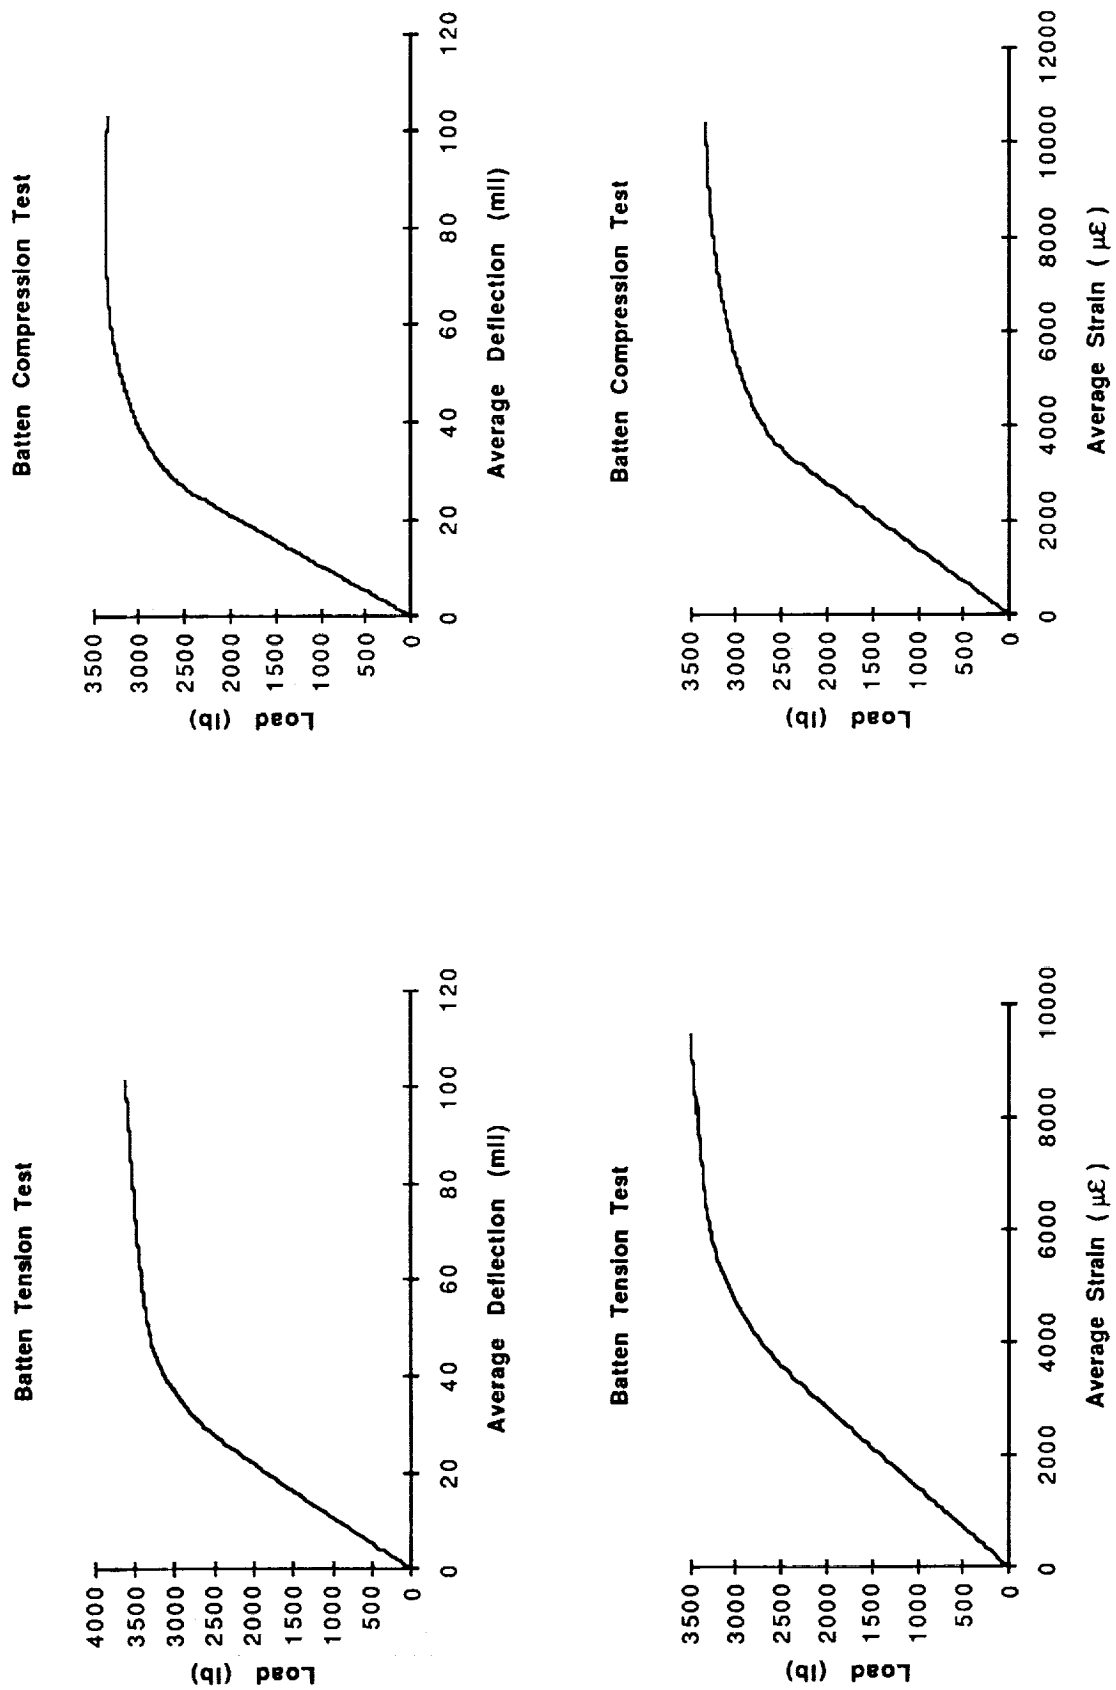 Batten Tension Test
4000
3500
3000
2500
2000
1500
1000
500
0
Load (lb)
0 20 40 60 80 100 120
Average Deflection (mil)
Batten Compression Test
3500
3000
2500
2000
1500
1000
500
0
Load (lb)
0 20 40 60 80 100 120
Average Deflection (mil)
Batten Tension Test
3500
3000
2500
2000
1500
1000
500
0
Load (lb)
0 2000 4000 6000 8000 10000
Average Strain (με)
Batten Compression Test
3500
3000
2500
2000
1500
1000
500
0
Load (lb)
0 2000 4000 6000 8000 10000 12000
Average Strain (με)